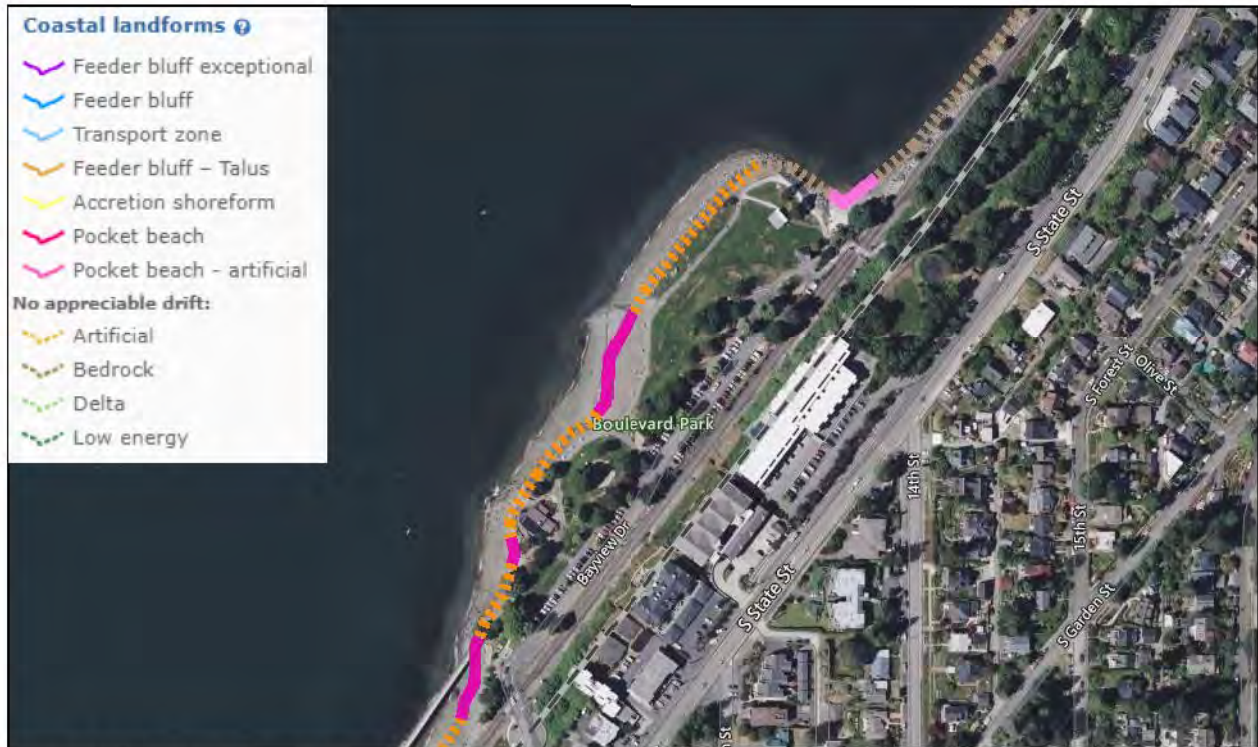 Coastal landforms ?
Feeder bluff exceptional
Feeder bluff
Transport zone
Feeder bluff – Talus
Accretion shoreform
Pocket beach
Pocket beach - artificial
No appreciable drift:
Artificial
Bedrock
Delta
Low energy
S State St
S Forest St
Olive St
Boulevard Park
14th St
15th St
Bayview Dr
S State St
S Garden St